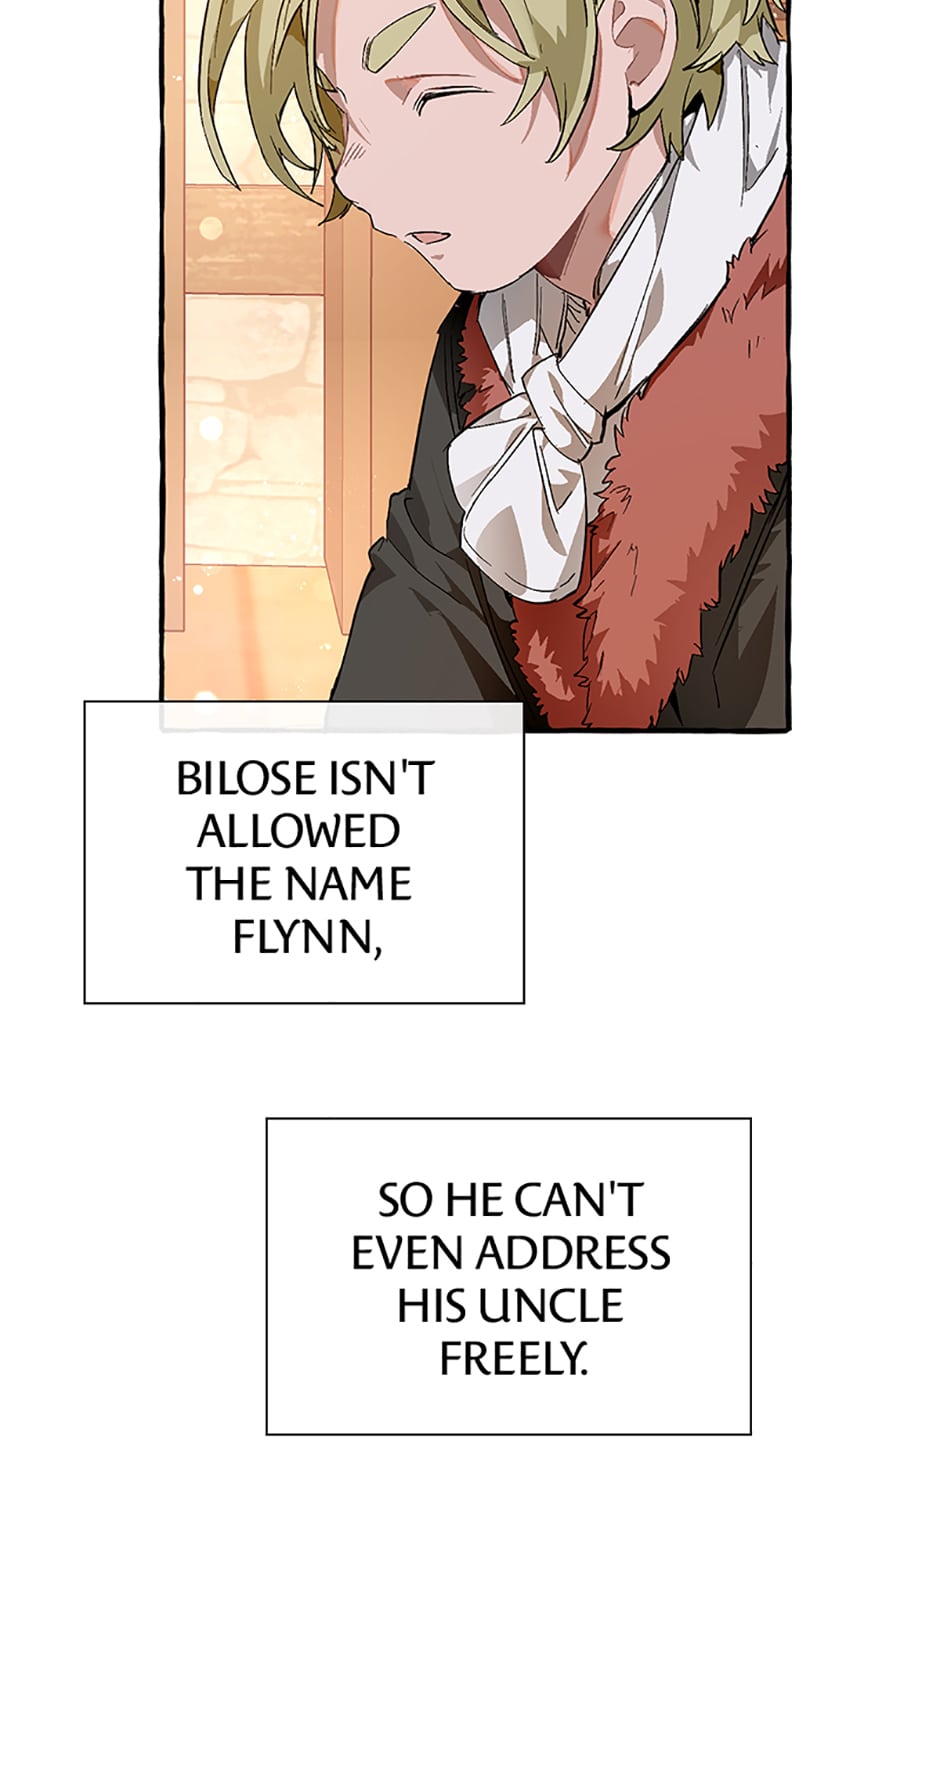 BILOSE ISN'T
ALLOWED
THE NAME
FLYNN,
SO HE CAN'T
EVEN ADDRESS
HIS UNCLE
FREELY.